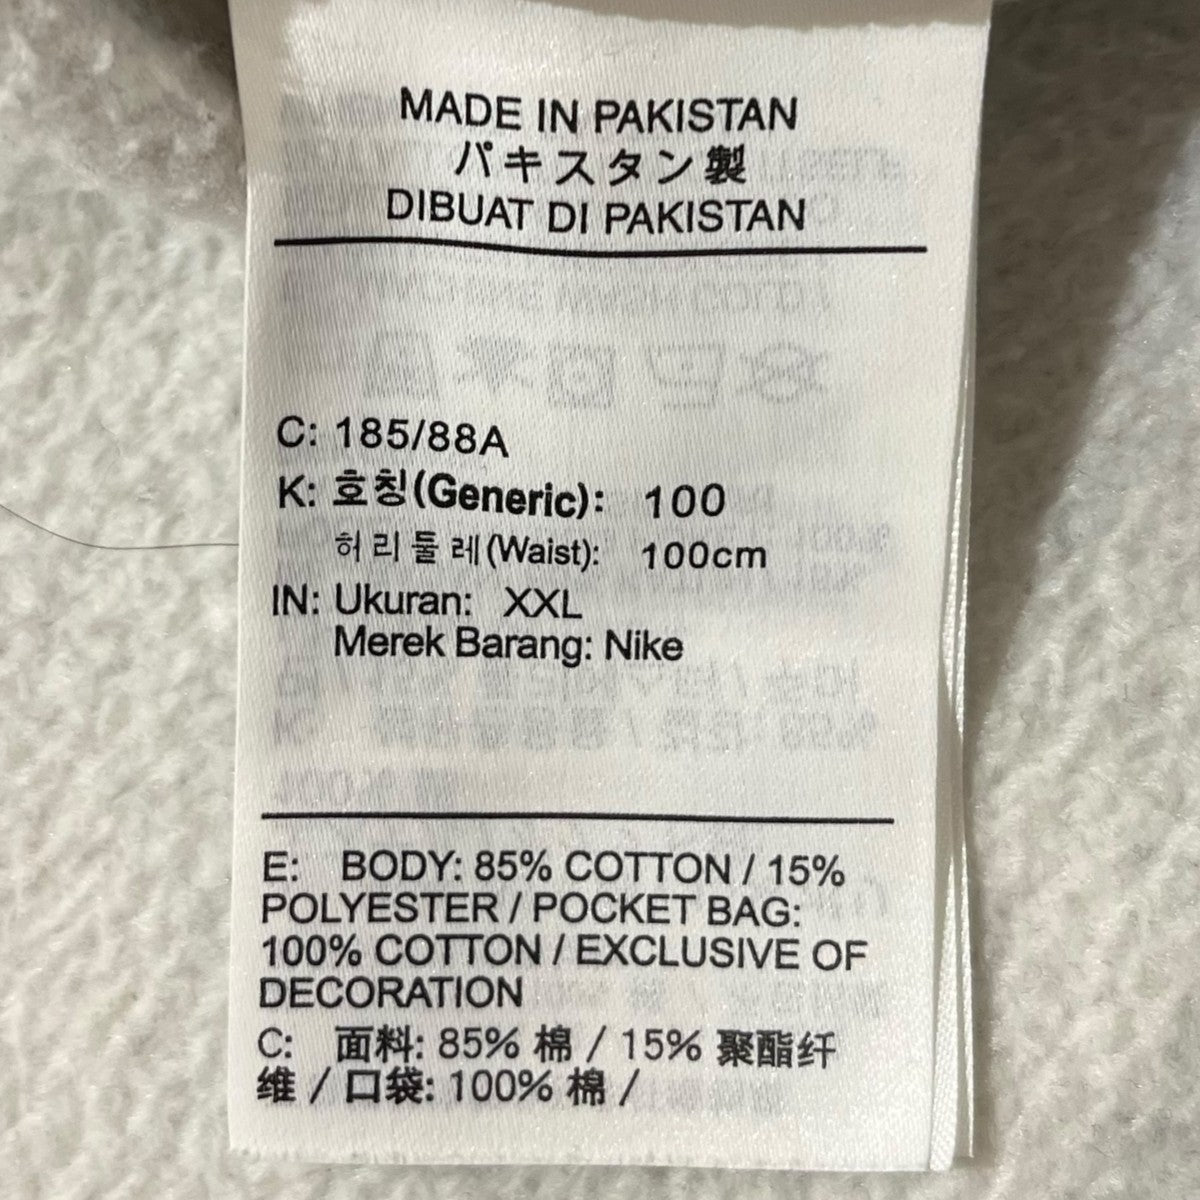 MADE IN PAKISTAN
パキスタン製
DIBUAT DI PAKISTAN
C: 185/88A
K: 호칭(Generic): 100
허리둘레(Waist): 100cm
IN: Ukuran: XXL
Merek Barang: Nike
E: BODY: 85% COTTON / 15%
POLYESTER / POCKET BAG:
100% COTTON / EXCLUSIVE OF
DECORATION
C: 面料: 85% 棉 / 15% 聚酯纤
维 / 口袋: 100% 棉 /